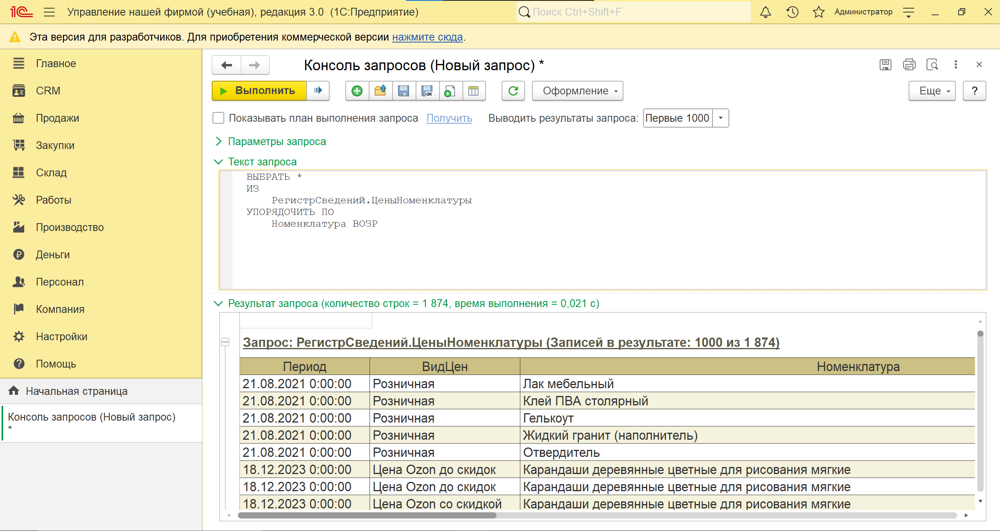 1С Управление нашей фирмой (учебная), редакция 3.0 (1С:Предприятие) Поиск Ctrl+Shift+F Администратор
Эта версия для разработчиков. Для приобретения коммерческой версии нажмите сюда.
Главное
CRM
Продажи
Закупки
Склад
Работы
Производство
Деньги
Персонал
Компания
Настройки
Помощь
Начальная страница
Консоль запросов (Новый запрос)
*
Консоль запросов (Новый запрос) *
Выполнить Оформление Еще ?
Показывать план выполнения запроса Получить Выводить результаты запроса: Первые 1000
Параметры запроса
Текст запроса
ВЫБРАТЬ *
ИЗ
РегистрСведений.ЦеныНоменклатуры
УПОРЯДОЧИТЬ ПО
Номенклатура ВОЗР
Результат запроса (количество строк = 1 874, время выполнения = 0,021 с)
Запрос: РегистрСведений.ЦеныНоменклатуры (Записей в результате: 1000 из 1 874)
Период ВидЦен Номенклатура
21.08.2021 0:00:00 Розничная Лак мебельный
21.08.2021 0:00:00 Розничная Клей ПВА столярный
21.08.2021 0:00:00 Розничная Гелькоут
21.08.2021 0:00:00 Розничная Жидкий гранит (наполнитель)
21.08.2021 0:00:00 Розничная Отвердитель
18.12.2023 0:00:00 Цена Ozon до скидок Карандаши деревянные цветные для рисования мягкие
18.12.2023 0:00:00 Цена Ozon до скидок Карандаши деревянные цветные для рисования мягкие
18.12.2023 0:00:00 Цена Ozon со скидкой Карандаши деревянные цветные для рисования мягкие